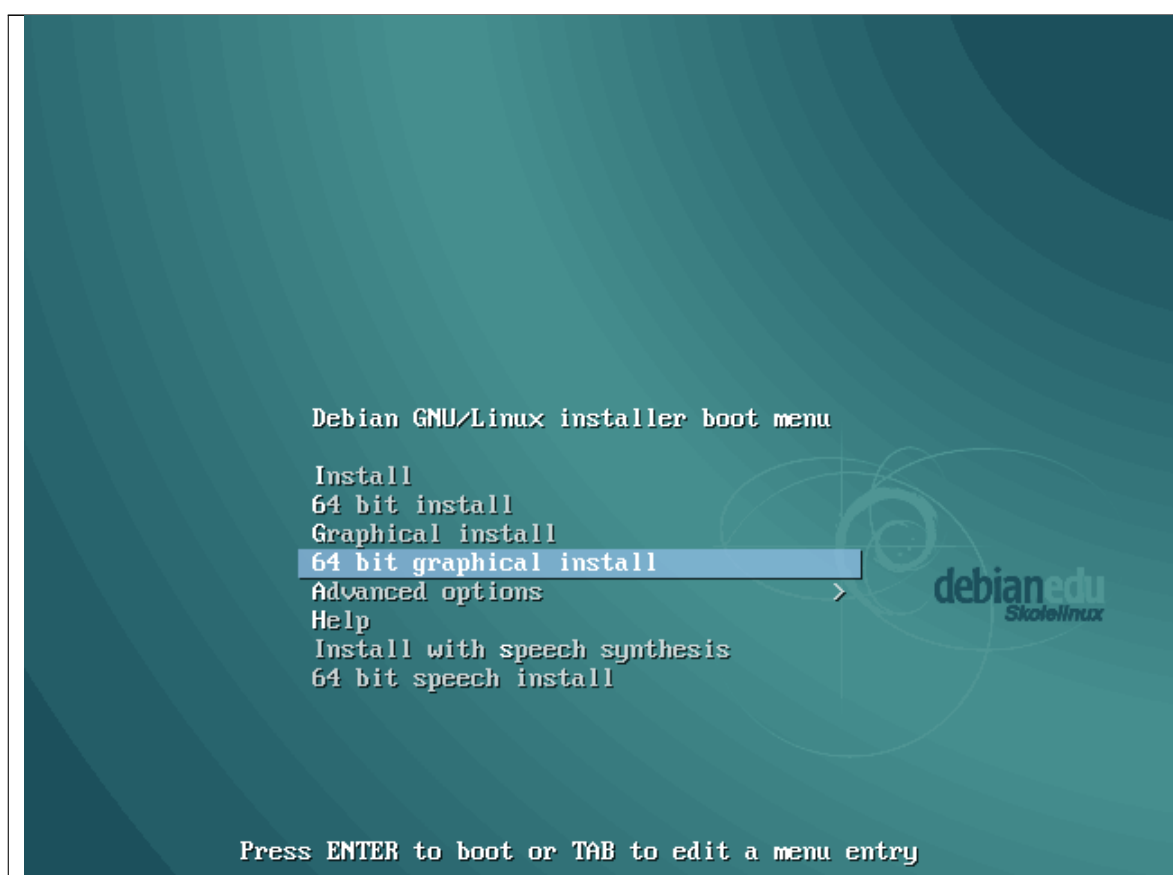 Debian GNU/Linux installer boot menu
Install
64 bit install
Graphical install
64 bit graphical install
Advanced options >
Help
Install with speech synthesis
64 bit speech install
debianedu
Skolelinux
Press ENTER to boot or TAB to edit a menu entry